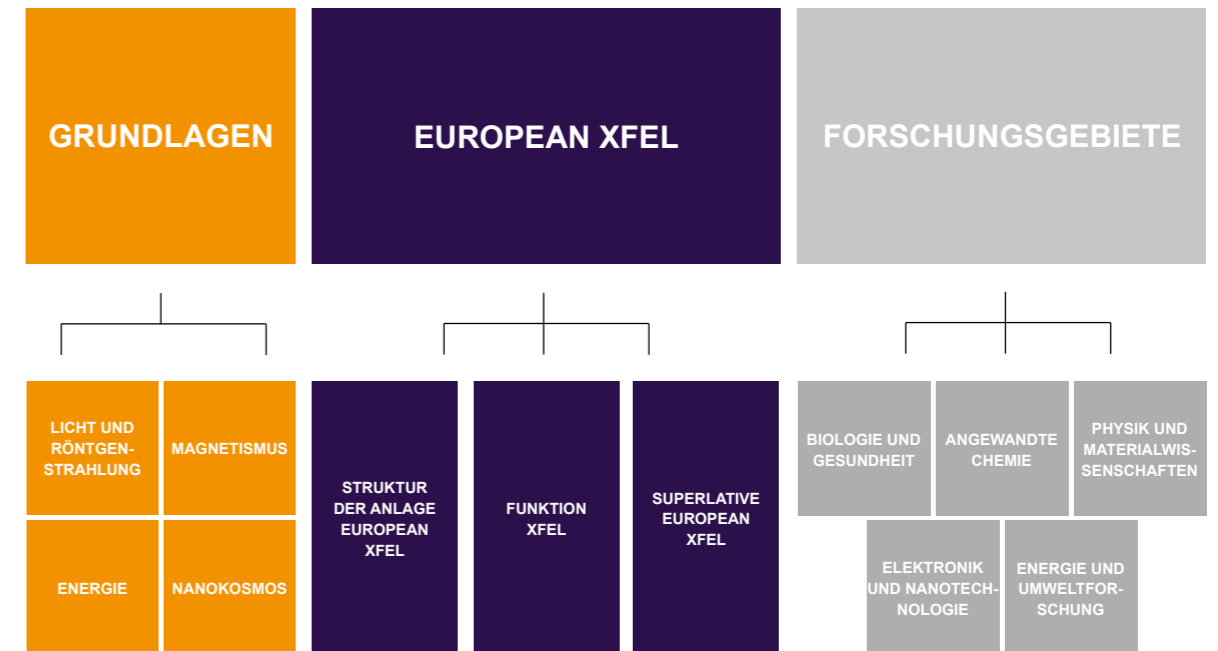 GRUNDLAGEN
EUROPEAN XFEL
FORSCHUNGSGEBIETE
LICHT UND
RÖNTGEN-
STRAHLUNG
MAGNETISMUS
ENERGIE
NANOKOSMOS
STRUKTUR
DER ANLAGE
EUROPEAN
XFEL
FUNKTION
XFEL
SUPERLATIVE
EUROPEAN
XFEL
BIOLOGIE UND
GESUNDHEIT
ANGEWANDTE
CHEMIE
PHYSIK UND
MATERIALWIS-
SENSCHAFTEN
ELEKTRONIK
UND NANOTECH-
NOLOGIE
ENERGIE UND
UMWELTFOR-
SCHUNG